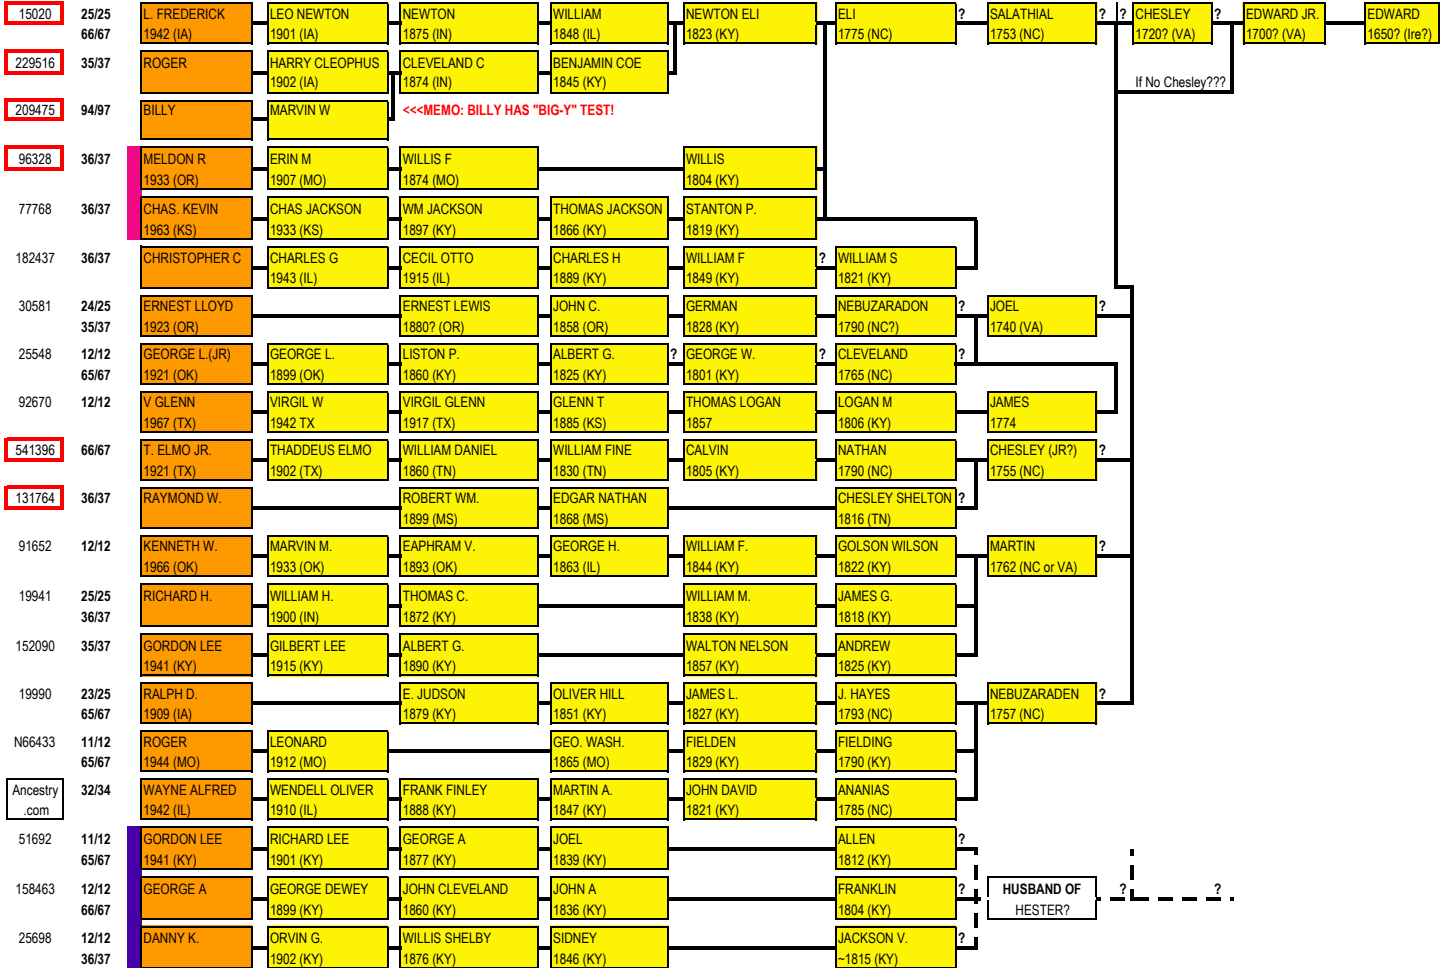 15020 25/25 L. FREDERICK LEO NEWTON NEWTON WILLIAM NEWTON ELI ELI ? SALATHIAL ? ? CHESLEY ? EDWARD JR. EDWARD
66/67 1942 (IA) 1901 (IA) 1875 (IN) 1848 (IL) 1823 (KY) 1775 (NC) 1753 (NC) 1720? (VA) 1700? (VA) 1650? (Ire?)
229516 35/37 ROGER HARRY CLEOPHUS CLEVELAND C BENJAMIN COE
1902 (IA) 1874 (IN) 1845 (KY) If No Chesley???
209475 94/97 BILLY MARVIN W <<<MEMO: BILLY HAS "BIG-Y" TEST!
96328 36/37 MELDON R ERIN M WILLIS F WILLIS
1933 (OR) 1907 (MO) 1874 (MO) 1804 (KY)
77768 36/37 CHAS. KEVIN CHAS JACKSON WM JACKSON THOMAS JACKSON STANTON P.
1963 (KS) 1933 (KS) 1897 (KY) 1866 (KY) 1819 (KY)
182437 36/37 CHRISTOPHER C CHARLES G CECIL OTTO CHARLES H WILLIAM F ? WILLIAM S
1943 (IL) 1915 (IL) 1889 (KY) 1849 (KY) 1821 (KY)
30581 24/25 ERNEST LLOYD ERNEST LEWIS JOHN C. GERMAN NEBUZARADON ? JOEL ?
35/37 1923 (OR) 1880? (OR) 1858 (OR) 1828 (KY) 1790 (NC?) 1740 (VA)
25548 12/12 GEORGE L.(JR) GEORGE L. LISTON P. ALBERT G. ? GEORGE W. ? CLEVELAND ?
65/67 1921 (OK) 1899 (OK) 1860 (KY) 1825 (KY) 1801 (KY) 1765 (NC)
92670 12/12 V GLENN VIRGIL W VIRGIL GLENN GLENN T THOMAS LOGAN LOGAN M JAMES
1967 (TX) 1942 TX 1917 (TX) 1885 (KS) 1857 1806 (KY) 1774
541396 66/67 T. ELMO JR. THADDEUS ELMO WILLIAM DANIEL WILLIAM FINE CALVIN NATHAN CHESLEY (JR?) ?
1921 (TX) 1902 (TX) 1860 (TN) 1830 (TN) 1805 (KY) 1790 (NC) 1755 (NC)
131764 36/37 RAYMOND W. ROBERT WM. EDGAR NATHAN CHESLEY SHELTON ?
1899 (MS) 1868 (MS) 1816 (TN)
91652 12/12 KENNETH W. MARVIN M. EAPHRAM V. GEORGE H. WILLIAM F. GOLSON WILSON MARTIN ?
1966 (OK) 1933 (OK) 1893 (OK) 1863 (IL) 1844 (KY) 1822 (KY) 1762 (NC or VA)
19941 25/25 RICHARD H. WILLIAM H. THOMAS C. WILLIAM M. JAMES G.
36/37 1900 (IN) 1872 (KY) 1838 (KY) 1818 (KY)
152090 35/37 GORDON LEE GILBERT LEE ALBERT G. WALTON NELSON ANDREW
1941 (KY) 1915 (KY) 1890 (KY) 1857 (KY) 1825 (KY)
19990 23/25 RALPH D. E. JUDSON OLIVER HILL JAMES L. J. HAYES NEBUZARADEN ?
65/67 1909 (IA) 1879 (KY) 1851 (KY) 1827 (KY) 1793 (NC) 1757 (NC)
N66433 11/12 ROGER LEONARD GEO. WASH. FIELDEN FIELDING
65/67 1944 (MO) 1912 (MO) 1865 (MO) 1829 (KY) 1790 (KY)
Ancestry 32/34 WAYNE ALFRED WENDELL OLIVER FRANK FINLEY MARTIN A. JOHN DAVID ANANIAS
.com 1942 (IL) 1910 (IL) 1888 (KY) 1847 (KY) 1821 (KY) 1785 (NC)
51692 11/12 GORDON LEE RICHARD LEE GEORGE A JOEL ALLEN ?
65/67 1941 (KY) 1901 (KY) 1877 (KY) 1839 (KY) 1812 (KY)
158463 12/12 GEORGE A GEORGE DEWEY JOHN CLEVELAND JOHN A FRANKLIN ? HUSBAND OF ? ?
66/67 1899 (KY) 1860 (KY) 1836 (KY) 1804 (KY) HESTER?
25698 12/12 DANNY K. ORVIN G. WILLIS SHELBY SIDNEY JACKSON V. ?
36/37 1902 (KY) 1876 (KY) 1846 (KY) ~1815 (KY)